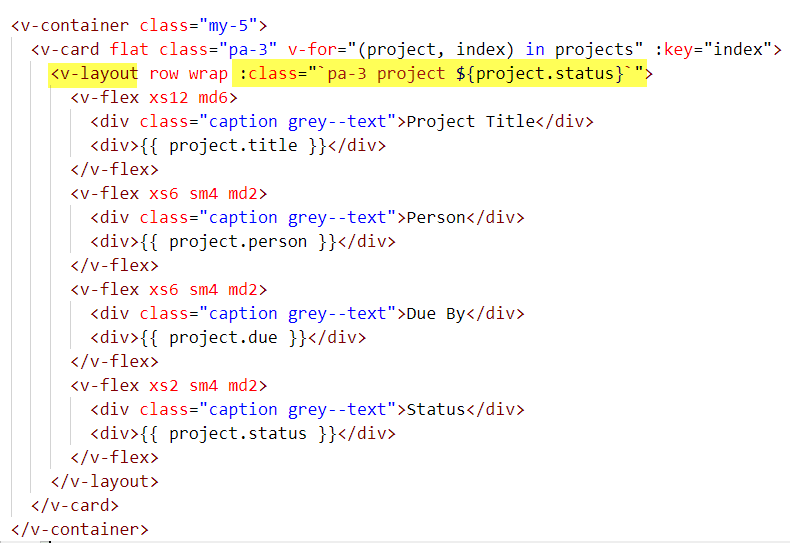 <v-container class="my-5">
<v-card flat class="pa-3" v-for="(project, index) in projects" :key="index">
<v-layout row wrap :class="`pa-3 project ${project.status}`">
<v-flex xs12 md6>
<div class="caption grey--text">Project Title</div>
<div>{{ project.title }}</div>
</v-flex>
<v-flex xs6 sm4 md2>
<div class="caption grey--text">Person</div>
<div>{{ project.person }}</div>
</v-flex>
<v-flex xs6 sm4 md2>
<div class="caption grey--text">Due By</div>
<div>{{ project.due }}</div>
</v-flex>
<v-flex xs2 sm4 md2>
<div class="caption grey--text">Status</div>
<div>{{ project.status }}</div>
</v-flex>
</v-layout>
</v-card>
</v-container>